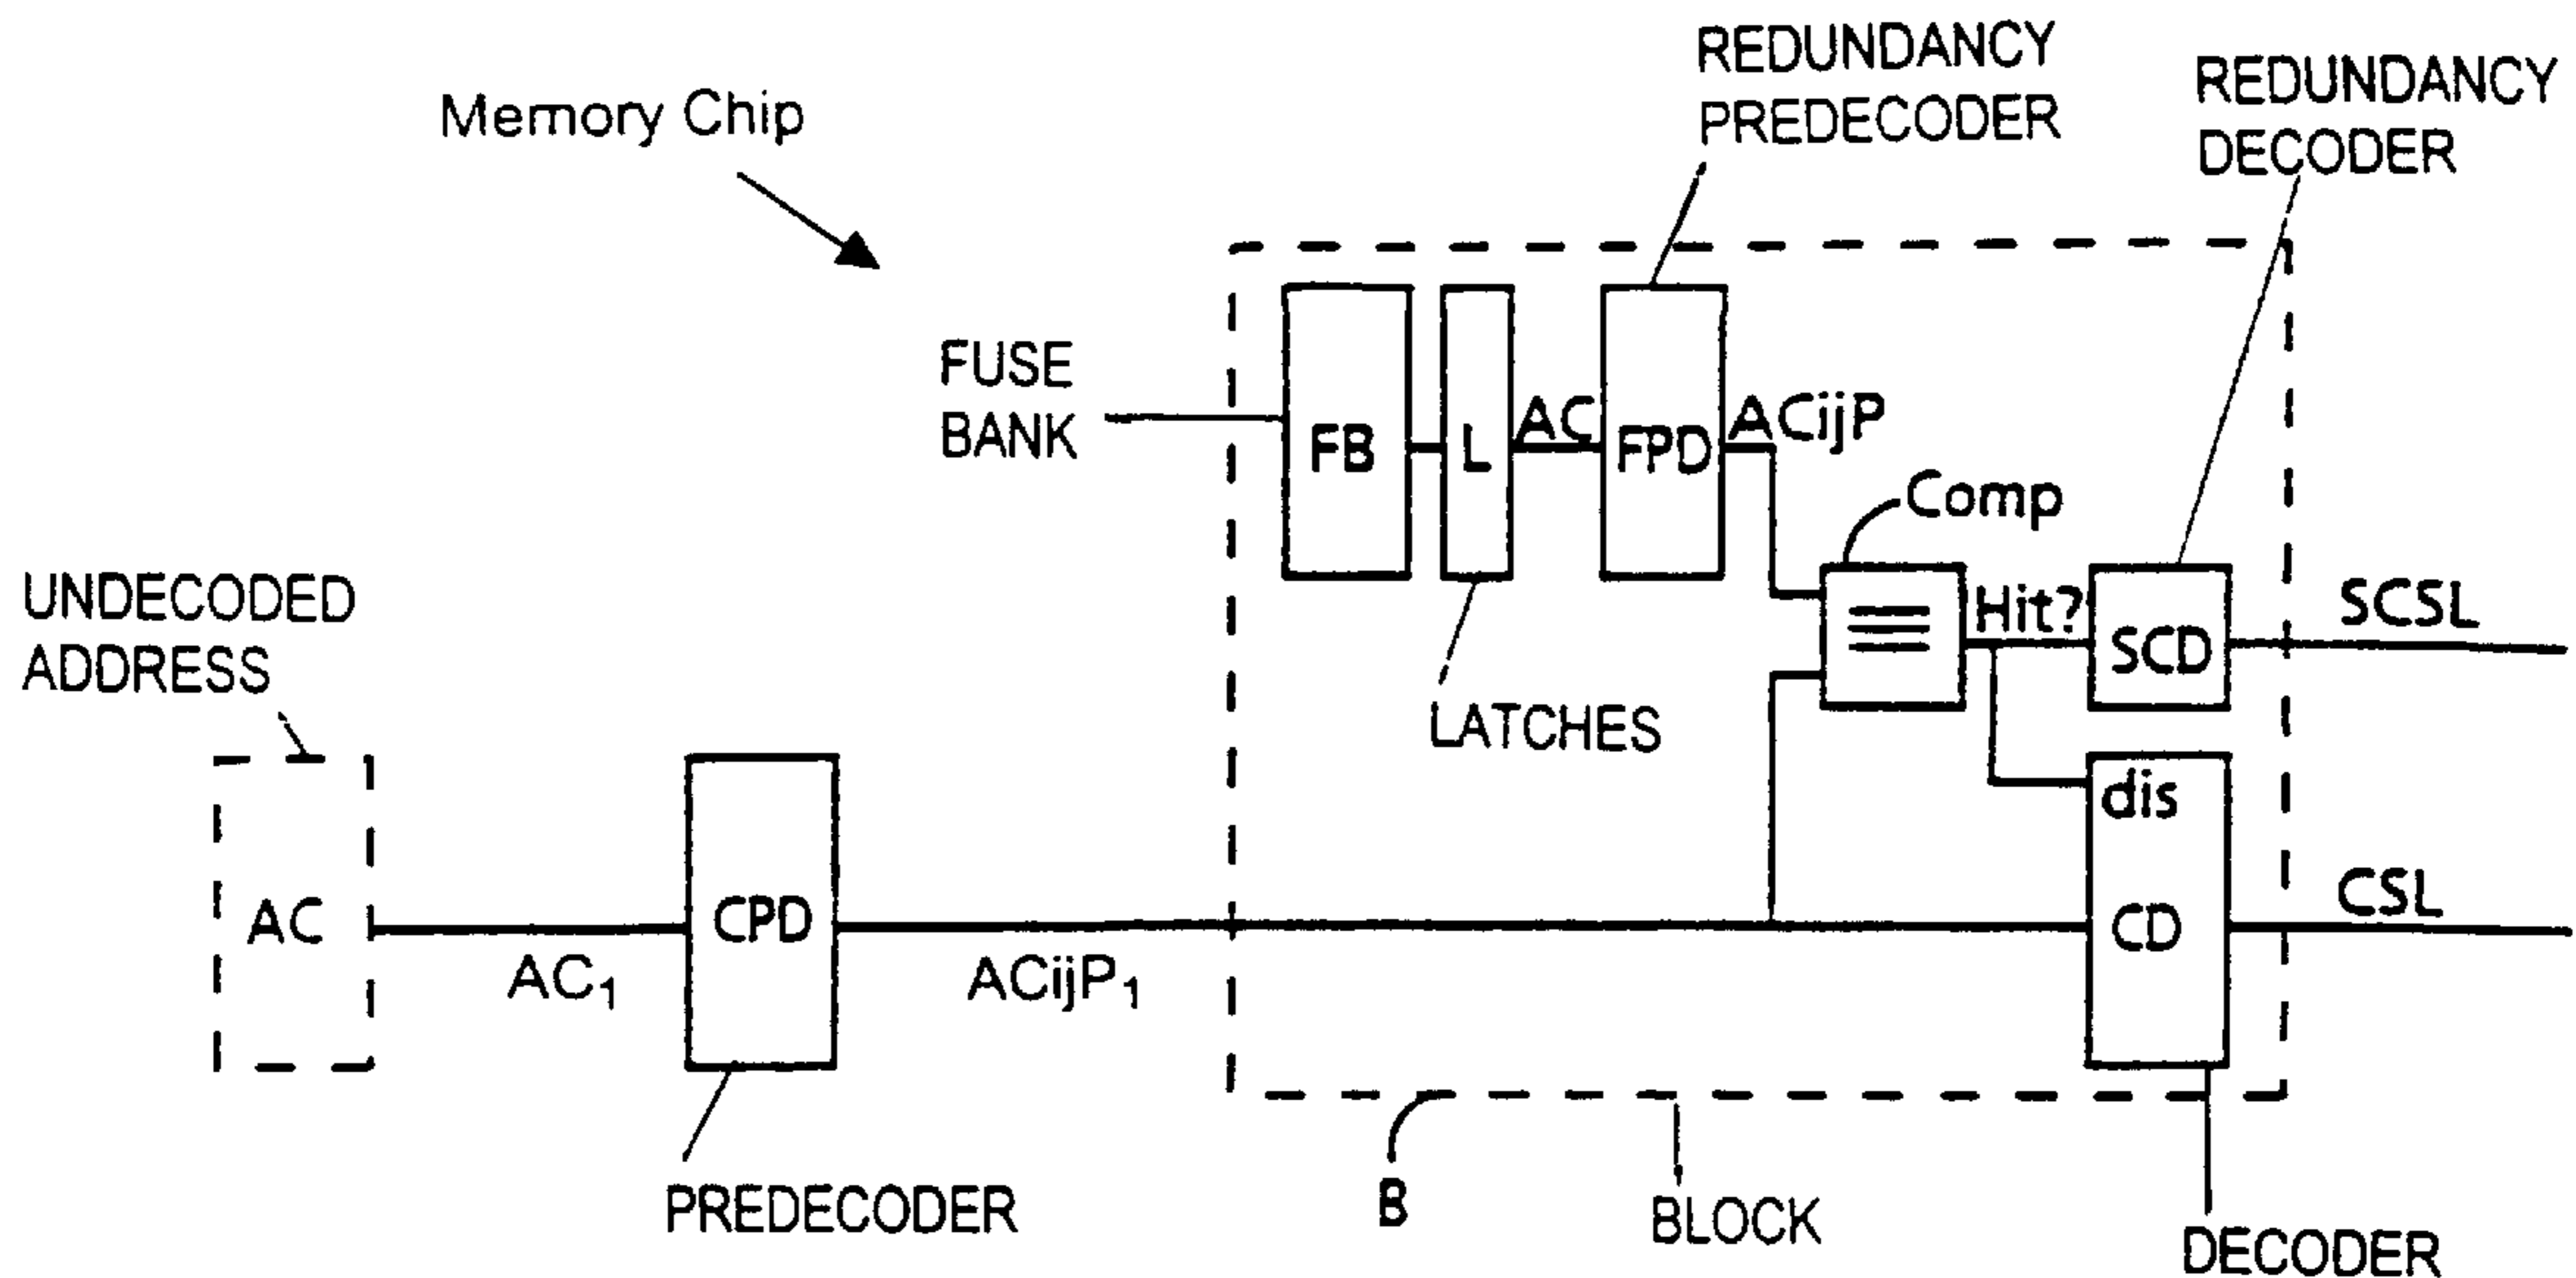 REDUNDANCY
PREDECODER
REDUNDANCY
DECODER
Memory Chip
FUSE
BANK
FB
L
AC
FPD
ACijP
Comp
Hit?
SCD
SCSL
UNDECODED
ADDRESS
LATCHES
dis
AC
AC₁
CPD
ACijP₁
CD
CSL
PREDECODER
B
BLOCK
DECODER